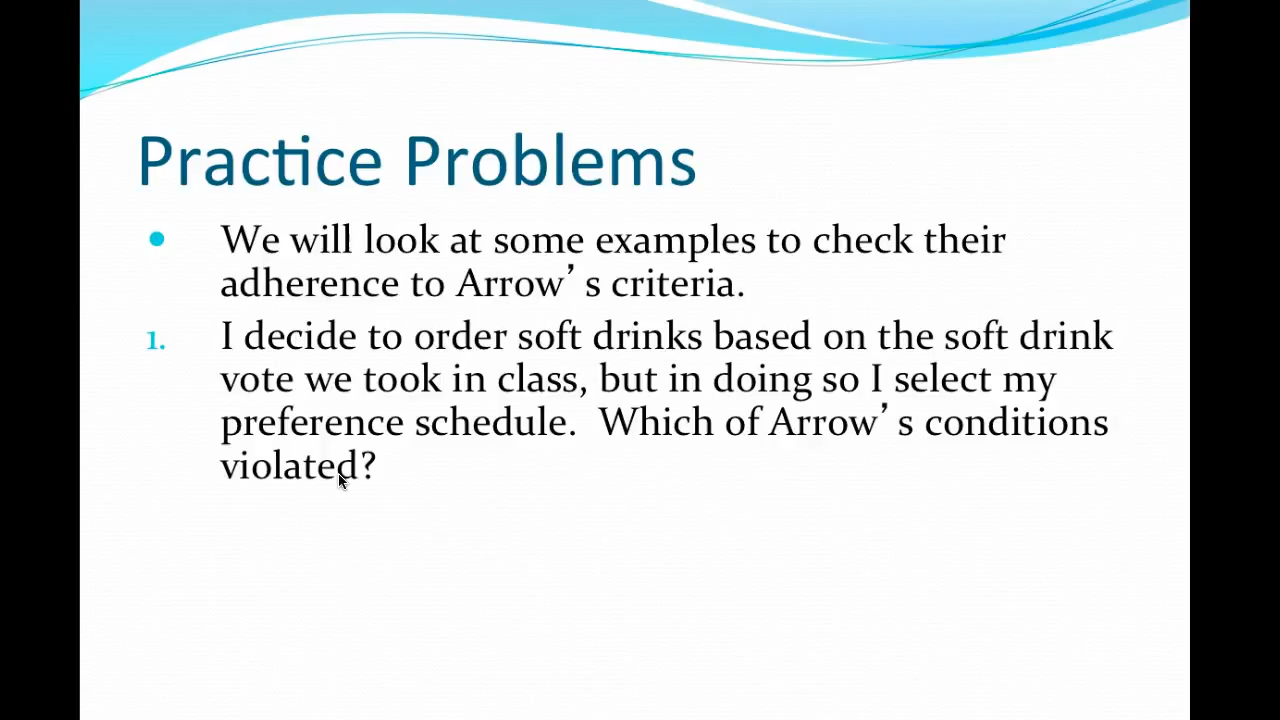 Practice Problems
• We will look at some examples to check their
adherence to Arrow’s criteria.
1. I decide to order soft drinks based on the soft drink
vote we took in class, but in doing so I select my
preference schedule.  Which of Arrow’s conditions
violated?